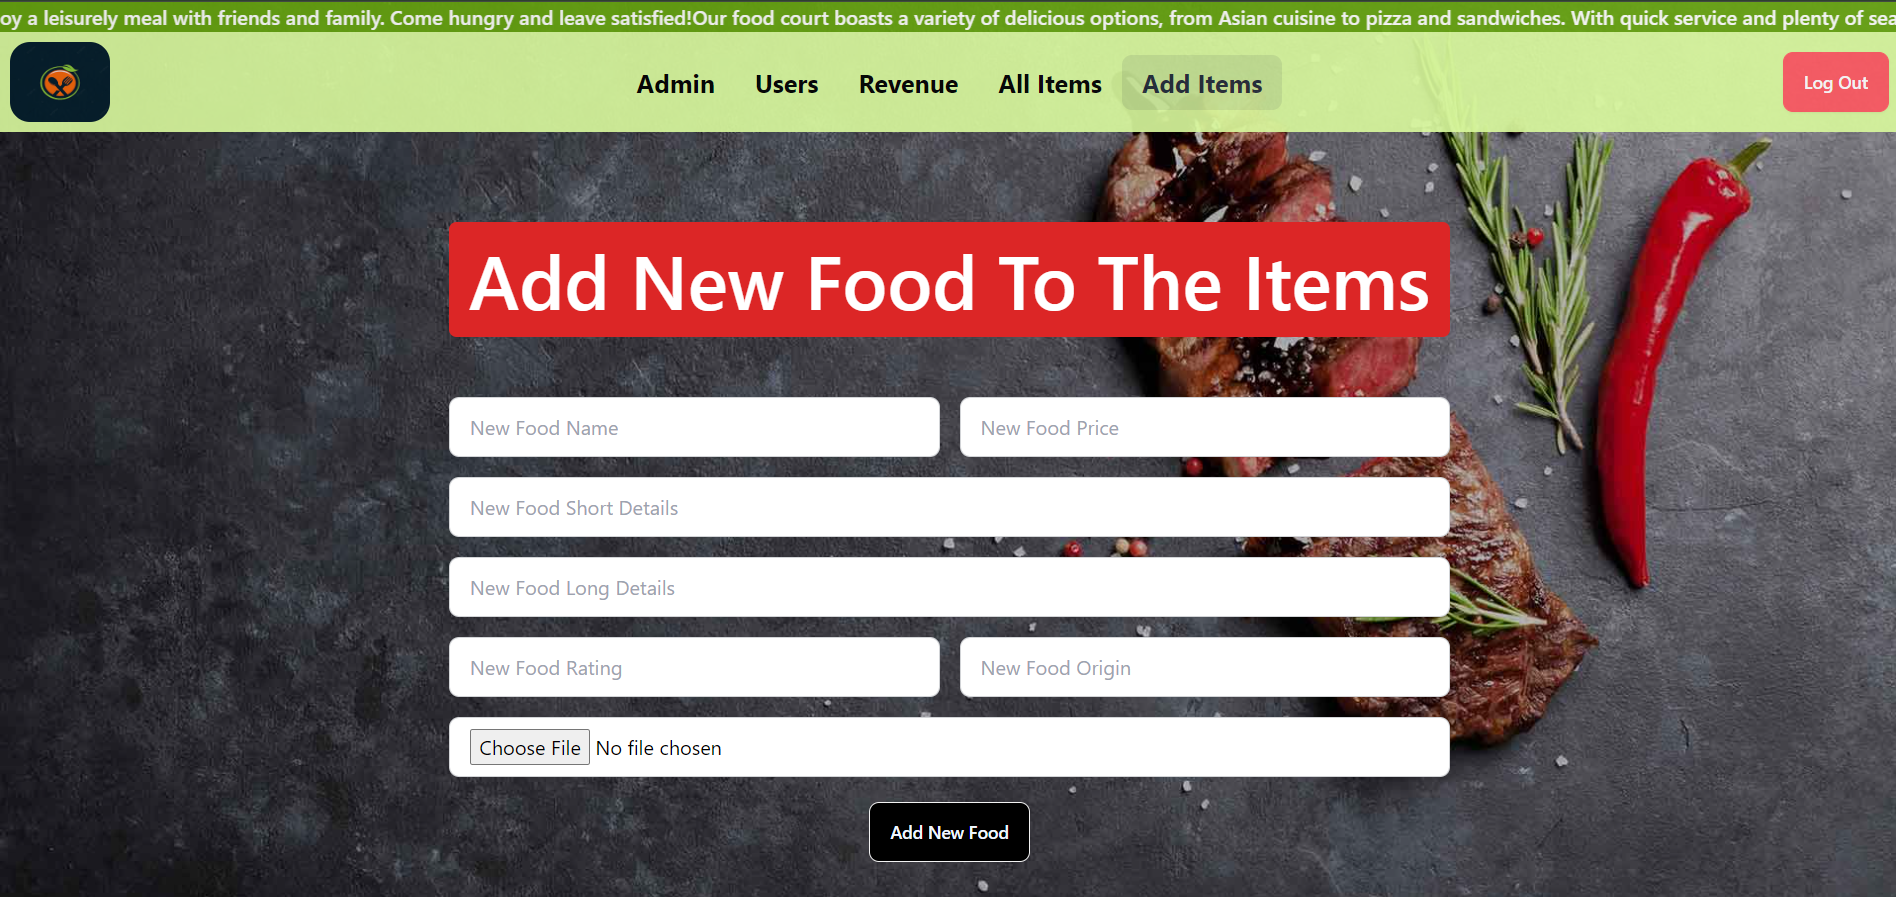 a leisurely meal with friends and family. Come hungry and leave satisfied!Our food court boasts a variety of delicious options, from Asian cuisine to pizza and sandwiches. With quick service and plenty of
Admin Users Revenue All Items Add Items Log Out
Add New Food To The Items
New Food Name New Food Price
New Food Short Details
New Food Long Details
New Food Rating New Food Origin
Choose File No file chosen
Add New Food